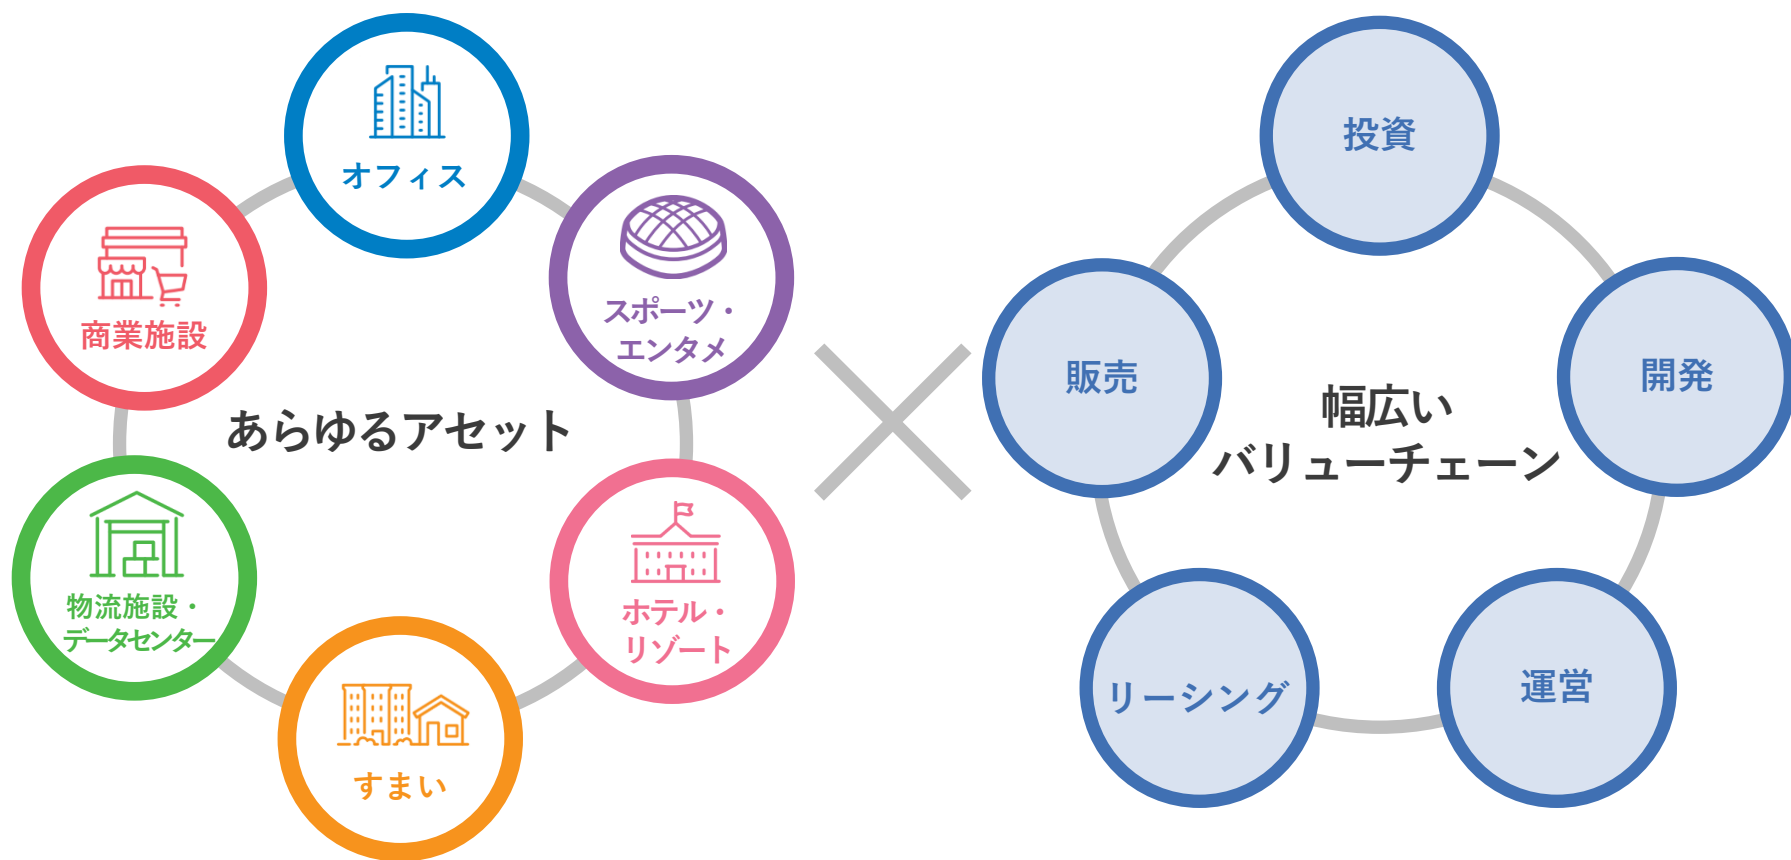 オフィス
スポーツ・
エンタメ
商業施設
あらゆるアセット
物流施設・
データセンター
ホテル・
リゾート
すまい
投資
販売
開発
幅広い
バリューチェーン
リーシング
運営